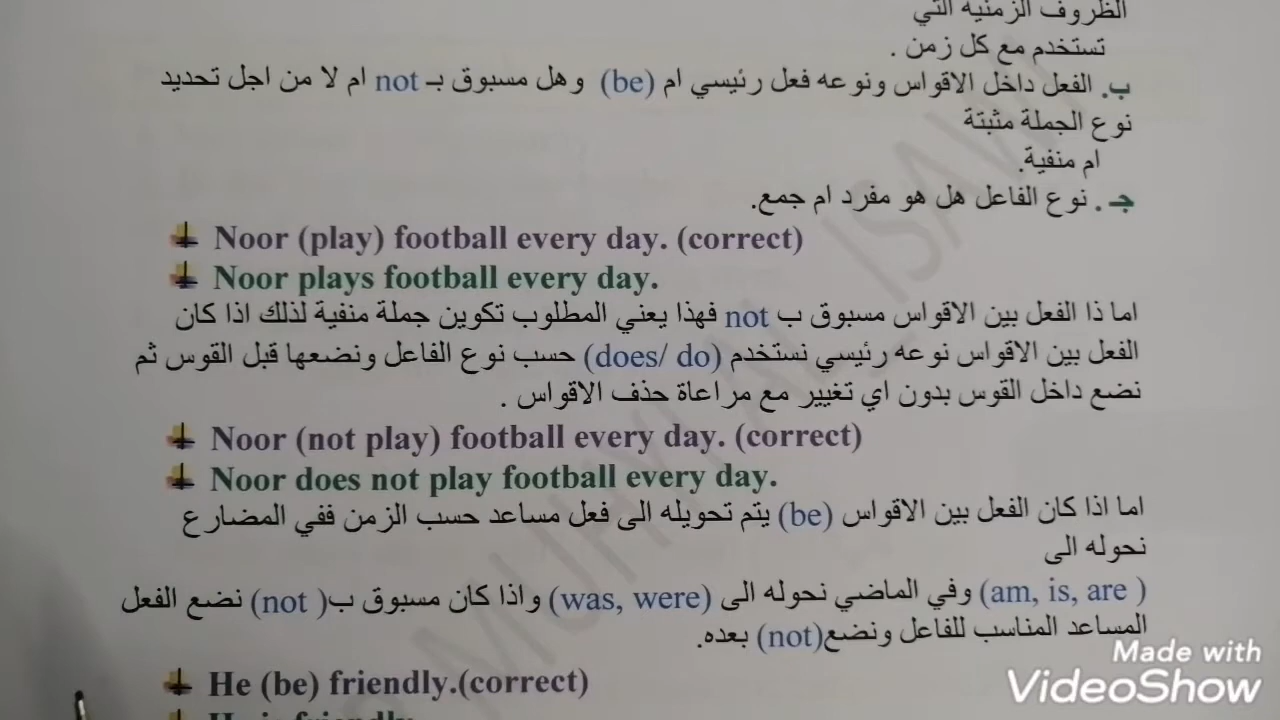 الظروف الزمنية التي
تستخدم مع كل زمن .
ب. الفعل داخل الاقواس ونوعه فعل رئيسي ام (be) وهل مسبوق بـ not ام لا من اجل تحديد
نوع الجملة مثبتة
ام منفية.
جـ . نوع الفاعل هل هو مفرد ام جمع.
Noor (play) football every day. (correct)
Noor plays football every day.
اما ذا الفعل بين الاقواس مسبوق ب not فهذا يعني المطلوب تكوين جملة منفية لذلك اذا كان
الفعل بين الاقواس نوعه رئيسي نستخدم (does/ do) حسب نوع الفاعل ونضعها قبل القوس ثم
نضع داخل القوس بدون اي تغيير مع مراعاة حذف الاقواس .
Noor (not play) football every day. (correct)
Noor does not play football every day.
اما اذا كان الفعل بين الاقواس (be) يتم تحويله الى فعل مساعد حسب الزمن ففي المضارع
نحوله الى
(am, is, are ) وفي الماضي نحوله الى (was, were) واذا كان مسبوق ب( not) نضع الفعل
المساعد المناسب للفاعل ونضع(not) بعده.
He (be) friendly.(correct)
He is friendly
Made with
VideoShow